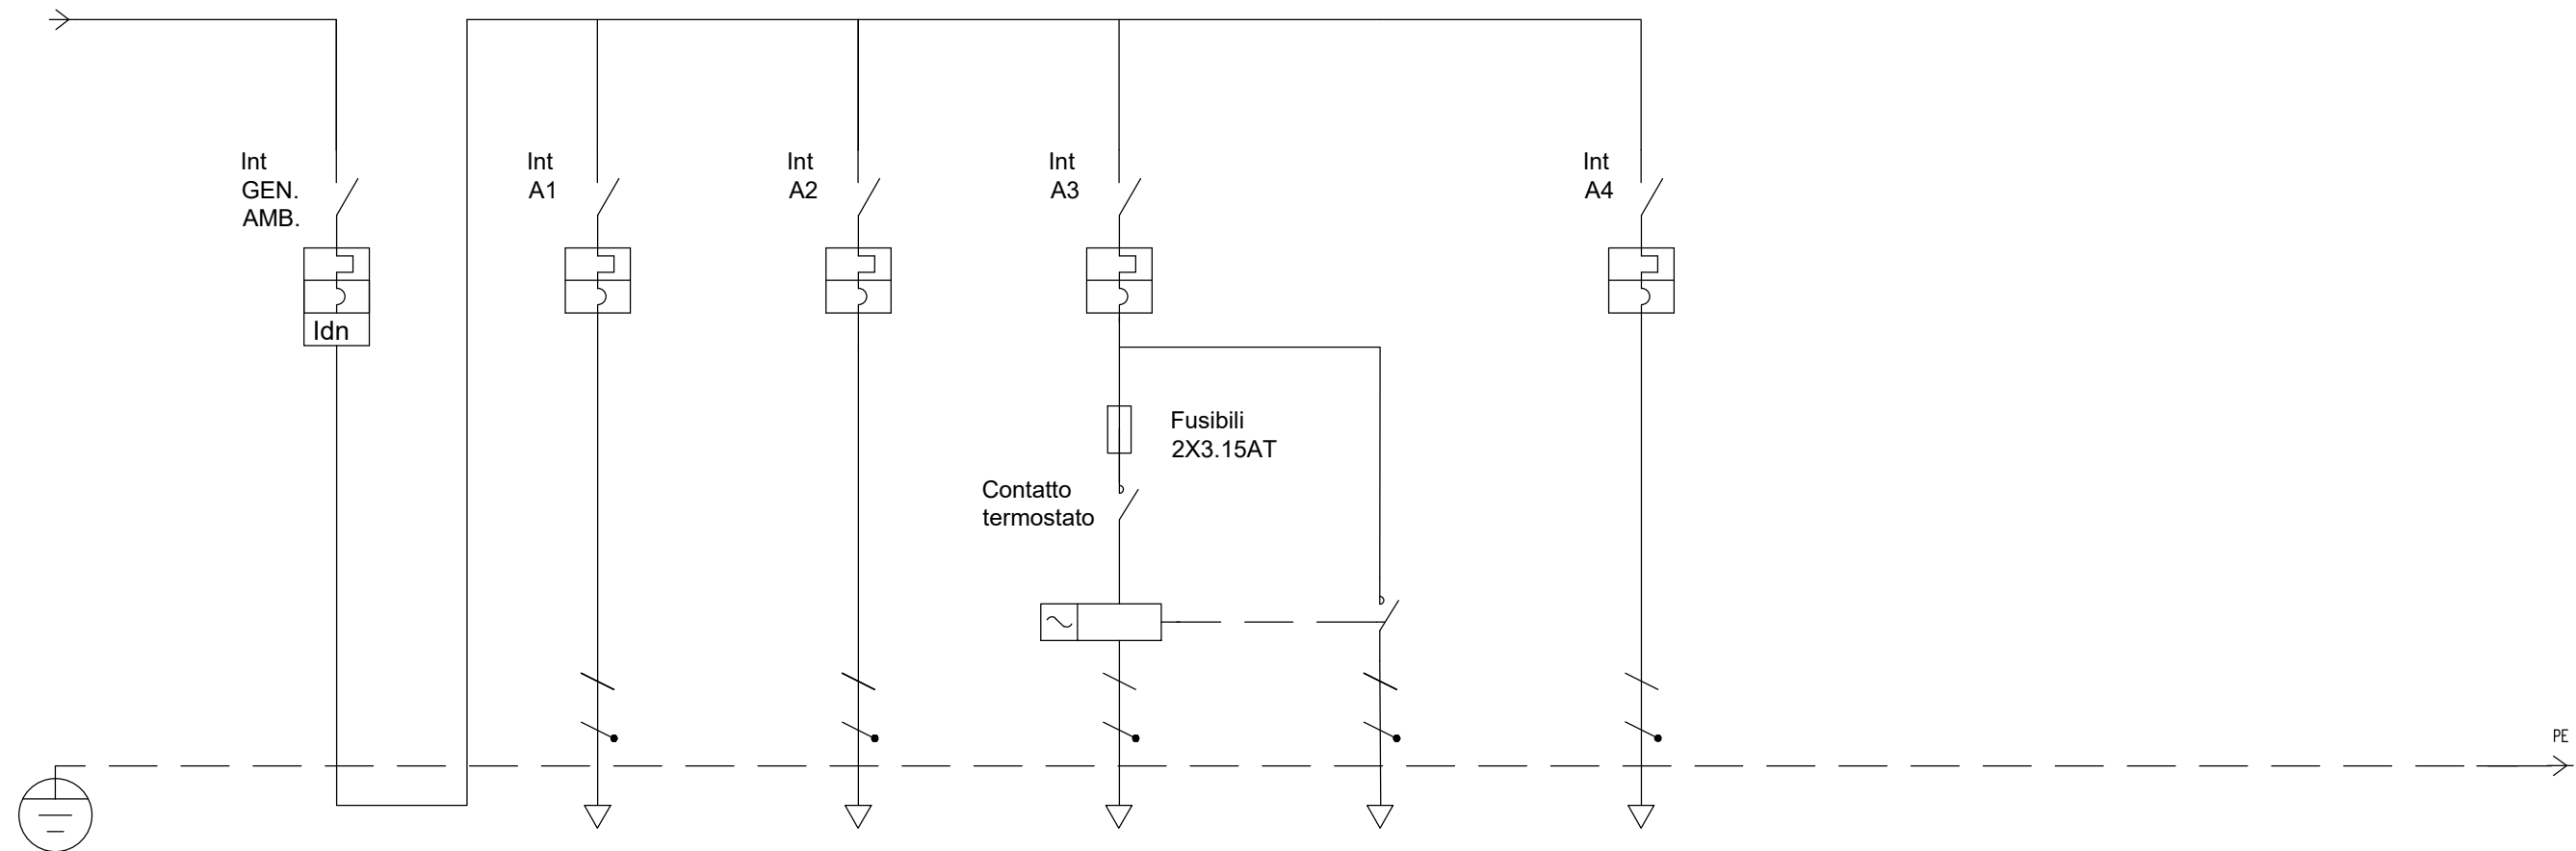 Int
GEN.
AMB.
Idn
Int
A1
Int
A2
Int
A3
Int
A4
Fusibili
2X3.15AT
Contatto
termostato
PE